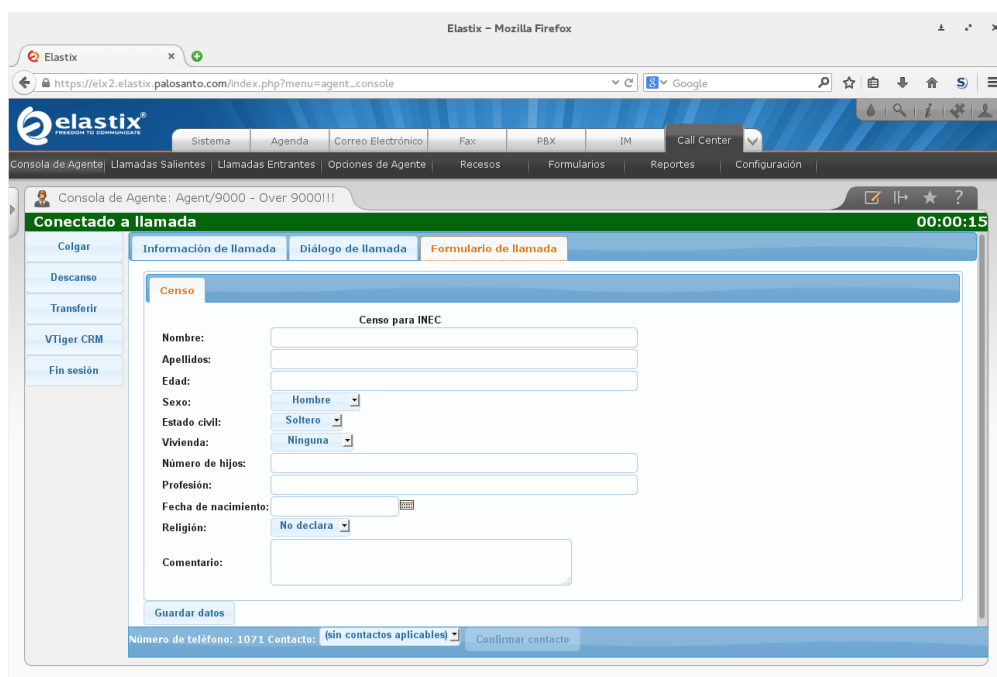 Elastix - Mozilla Firefox
Elastix
https://elx2.elastix.palosanto.com/index.php?menu=agent_console
Google
elastix
FREEDOM TO COMMUNICATE
Sistema Agenda Correo Electrónico Fax PBX IM Call Center
Consola de Agente Llamadas Salientes Llamadas Entrantes Opciones de Agente Recesos Formularios Reportes Configuración
Consola de Agente: Agent/9000 - Over 9000!!!
Conectado a llamada 00:00:15
Colgar
Descanso
Transferir
VTiger CRM
Fin sesión
Información de llamada Diálogo de llamada Formulario de llamada
Censo
Censo para INEC
Nombre:
Apellidos:
Edad:
Sexo: Hombre
Estado civil: Soltero
Vivienda: Ninguna
Número de hijos:
Profesión:
Fecha de nacimiento:
Religión: No declara
Comentario:
Guardar datos
Número de teléfono: 1071 Contacto: (sin contactos aplicables) Confirmar contacto